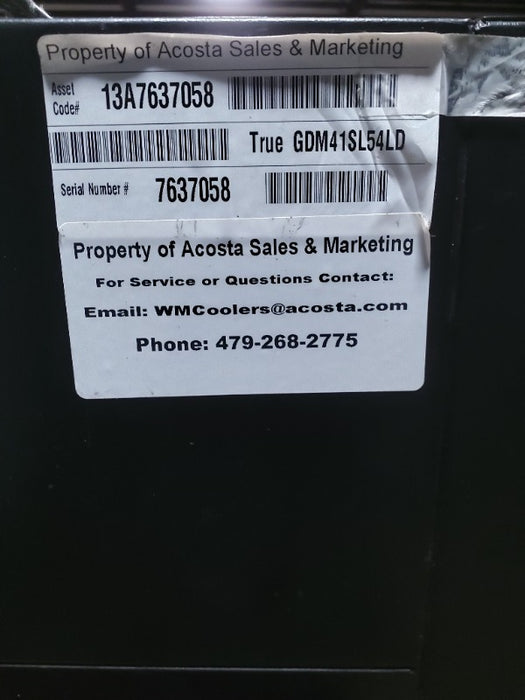 Property of Acosta Sales & Marketing
Asset
Code# 13A7637058
True GDM41SL54LD
Serial Number # 7637058
Property of Acosta Sales & Marketing
For Service or Questions Contact:
Email: WMCoolers@acosta.com
Phone: 479-268-2775